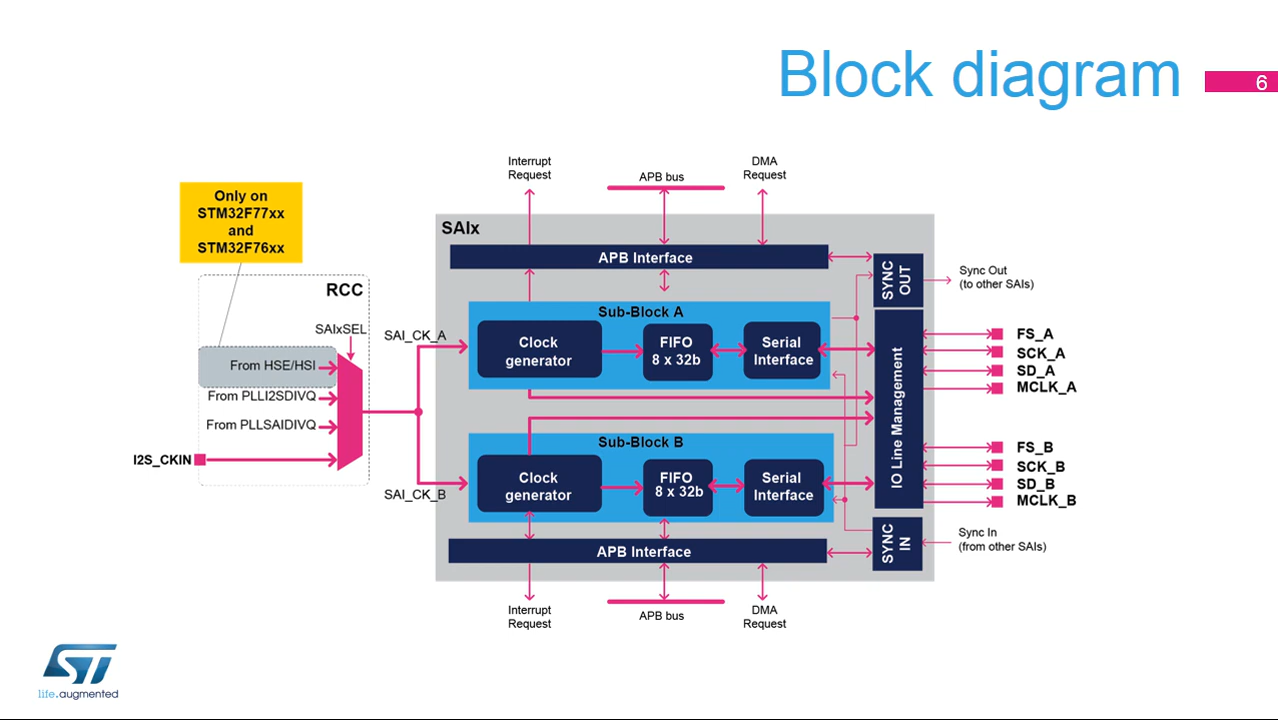 Block diagram
6
Interrupt
Request
APB bus
DMA
Request
Only on
STM32F77xx
and
STM32F76xx
SAIx
APB Interface
SYNC
OUT
Sync Out
(to other SAIs)
RCC
SAIxSEL
SAI_CK_A
Sub-Block A
Clock
generator
FIFO
8 x 32b
Serial
Interface
From HSE/HSI
From PLLI2SDIVQ
From PLLSAIDIVQ
I2S_CKIN
IO Line Management
FS_A
SCK_A
SD_A
MCLK_A
SAI_CK_B
Sub-Block B
Clock
generator
FIFO
8 x 32b
Serial
Interface
FS_B
SCK_B
SD_B
MCLK_B
APB Interface
SYNC
IN
Sync In
(from other SAIs)
Interrupt
Request
APB bus
DMA
Request
ST
life.augmented